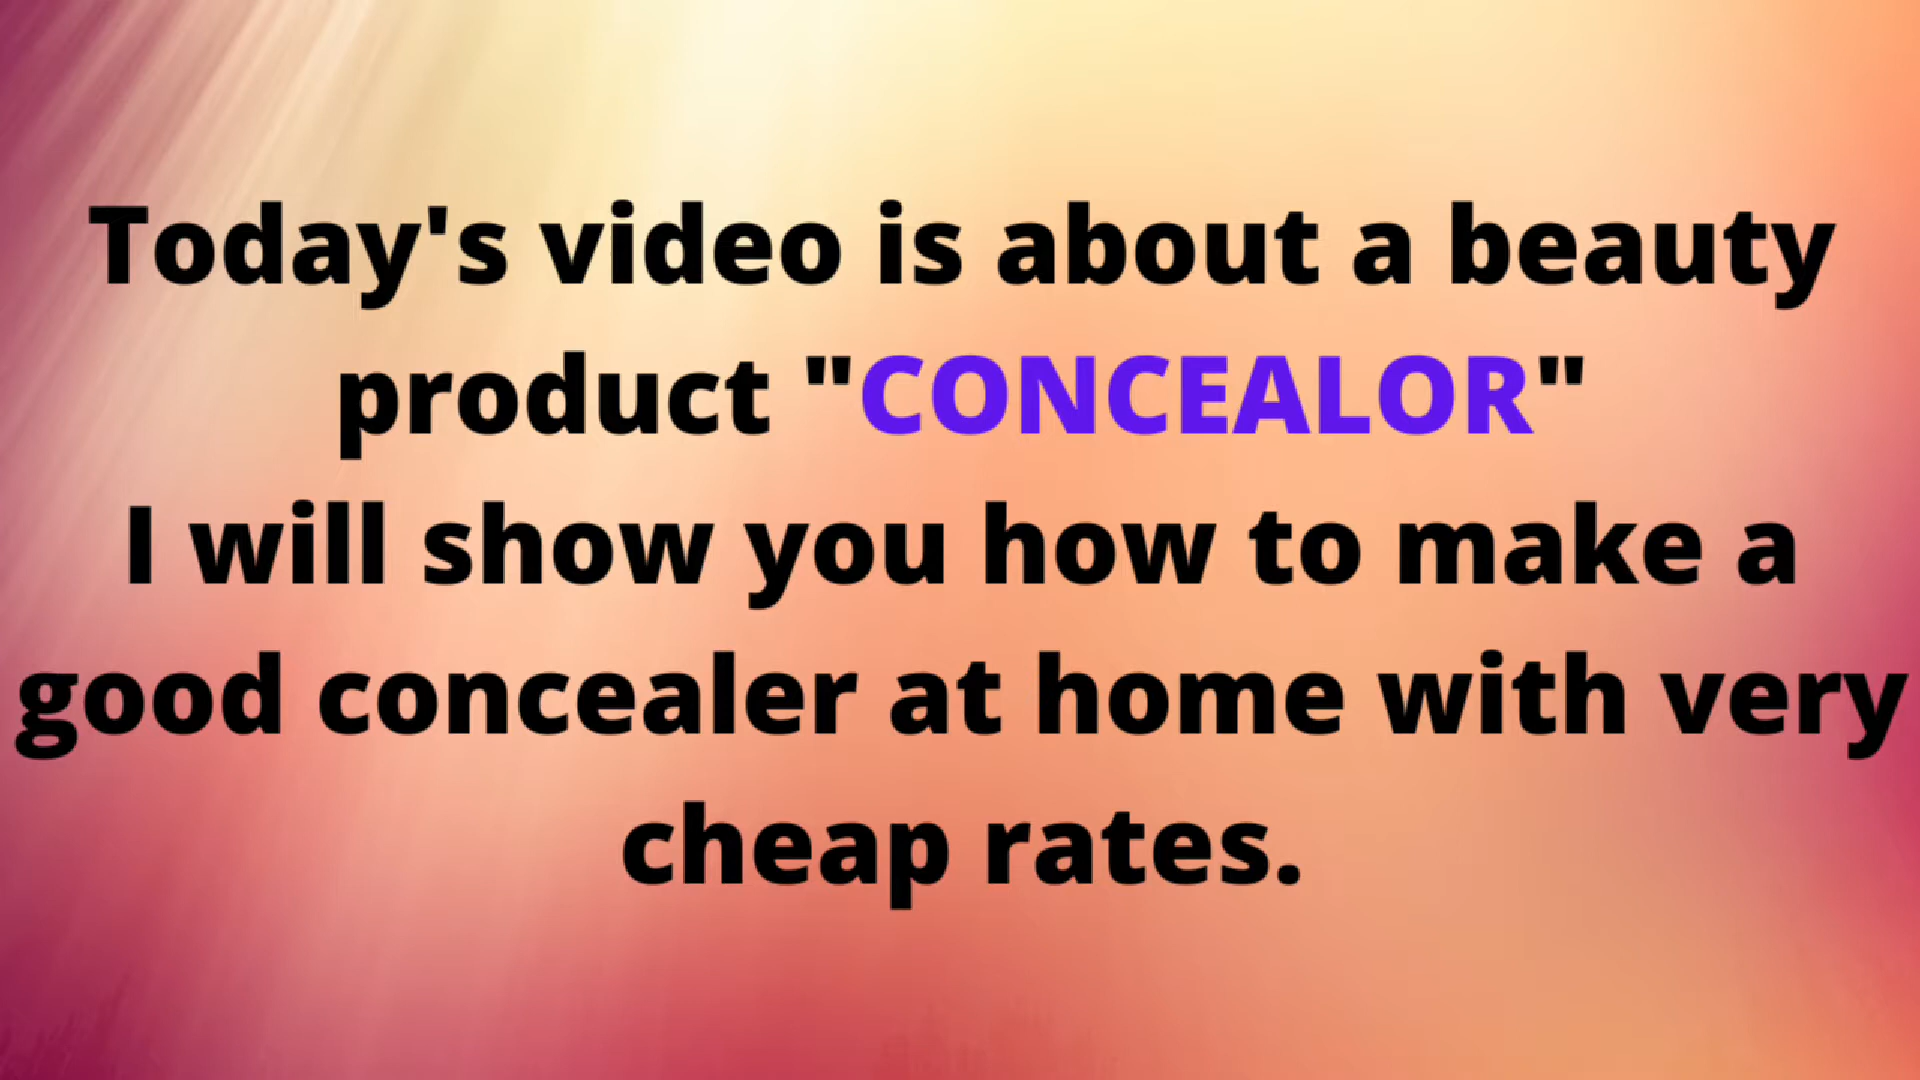 Today's video is about a beauty
product "CONCEALOR"
I will show you how to make a
good concealer at home with very
cheap rates.